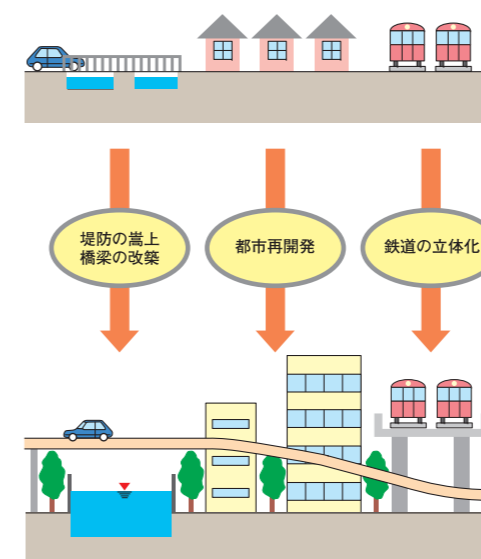 堤防の嵩上
橋梁の改築
都市再開発
鉄道の立体化